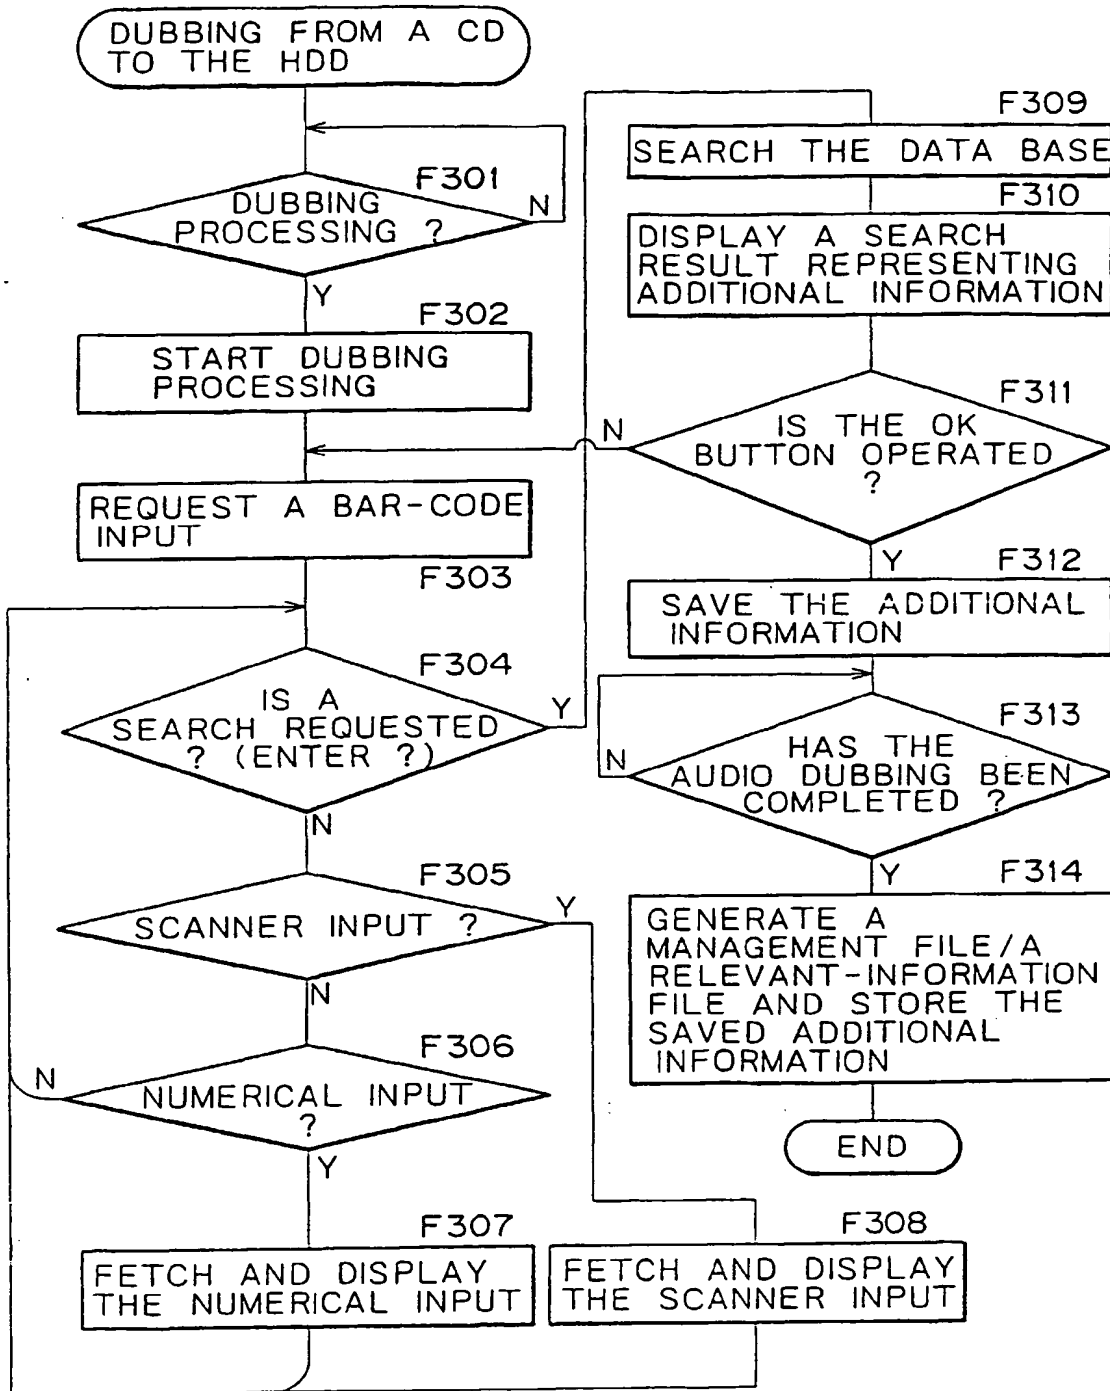 DUBBING FROM A CD
TO THE HDD
F301
DUBBING
PROCESSING ?
N
Y
F302
START DUBBING
PROCESSING
REQUEST A BAR-CODE
INPUT
F303
F304
IS A
SEARCH REQUESTED
? (ENTER ?)
Y
N
F305
SCANNER INPUT ?
Y
N
F306
NUMERICAL INPUT
?
N
Y
F307
FETCH AND DISPLAY
THE NUMERICAL INPUT
F308
FETCH AND DISPLAY
THE SCANNER INPUT
F309
SEARCH THE DATA BASE
F310
DISPLAY A SEARCH
RESULT REPRESENTING
ADDITIONAL INFORMATION
F311
IS THE OK
BUTTON OPERATED
?
N
Y
F312
SAVE THE ADDITIONAL
INFORMATION
F313
HAS THE
AUDIO DUBBING BEEN
COMPLETED ?
N
Y
F314
GENERATE A
MANAGEMENT FILE/A
RELEVANT-INFORMATION
FILE AND STORE THE
SAVED ADDITIONAL
INFORMATION
END